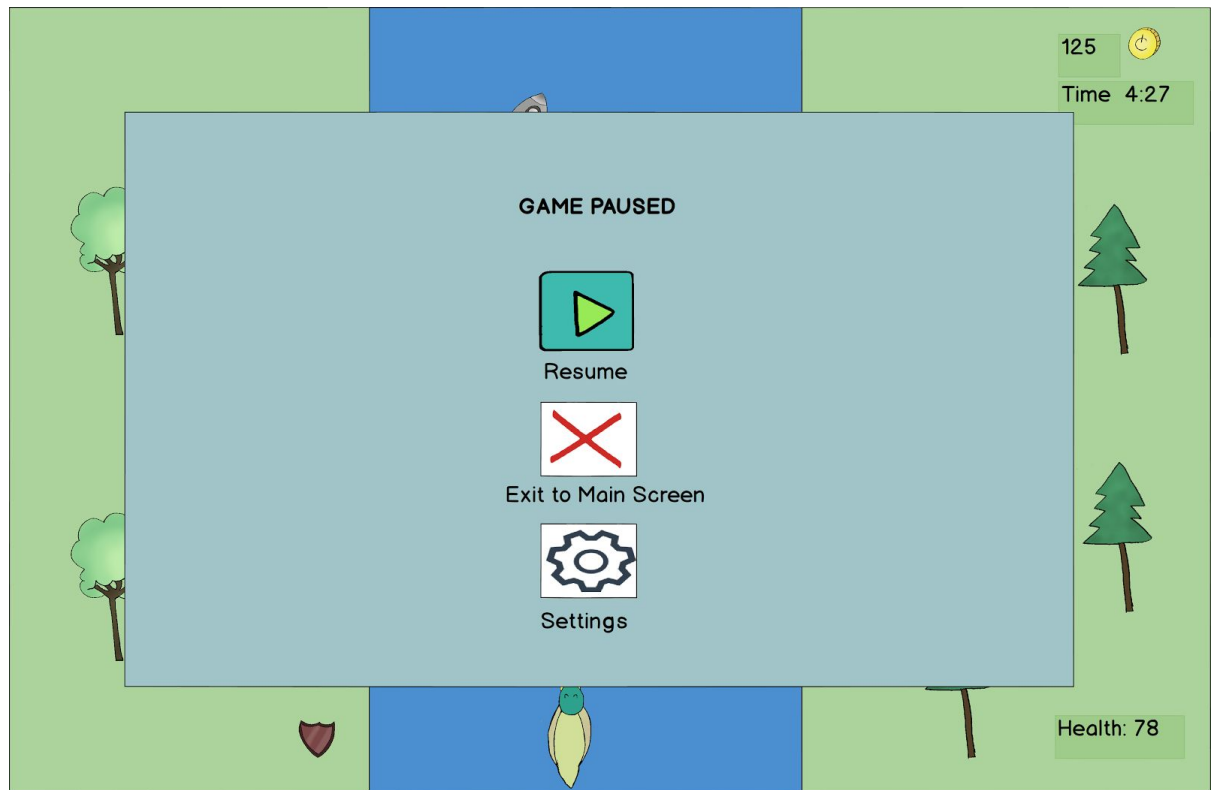 125
Time 4:27
GAME PAUSED
Resume
Exit to Main Screen
Settings
Health: 78